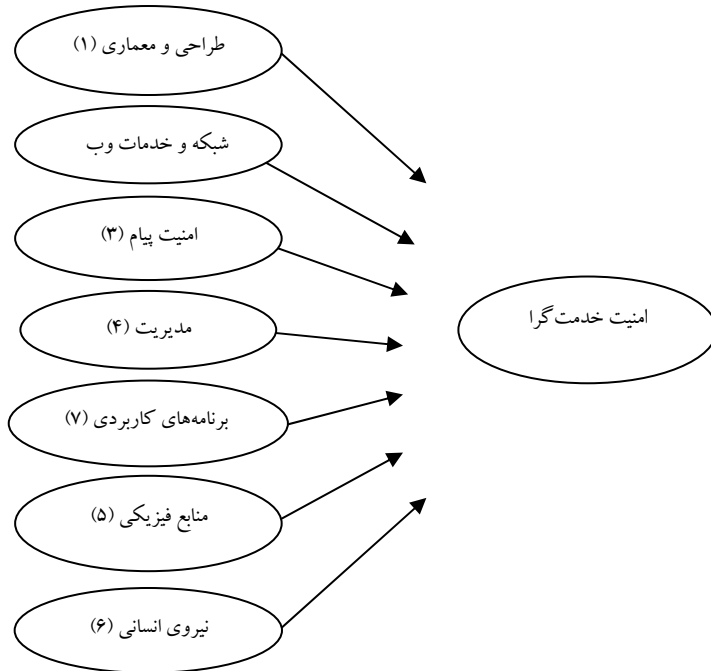 طراحی و معماری (۱)
شبکه و خدمات وب
امنیت پیام (۳)
مدیریت (۴)
برنامه‌های کاربردی (۷)
منابع فیزیکی (۵)
نیروی انسانی (۶)
امنیت خدمت‌گرا